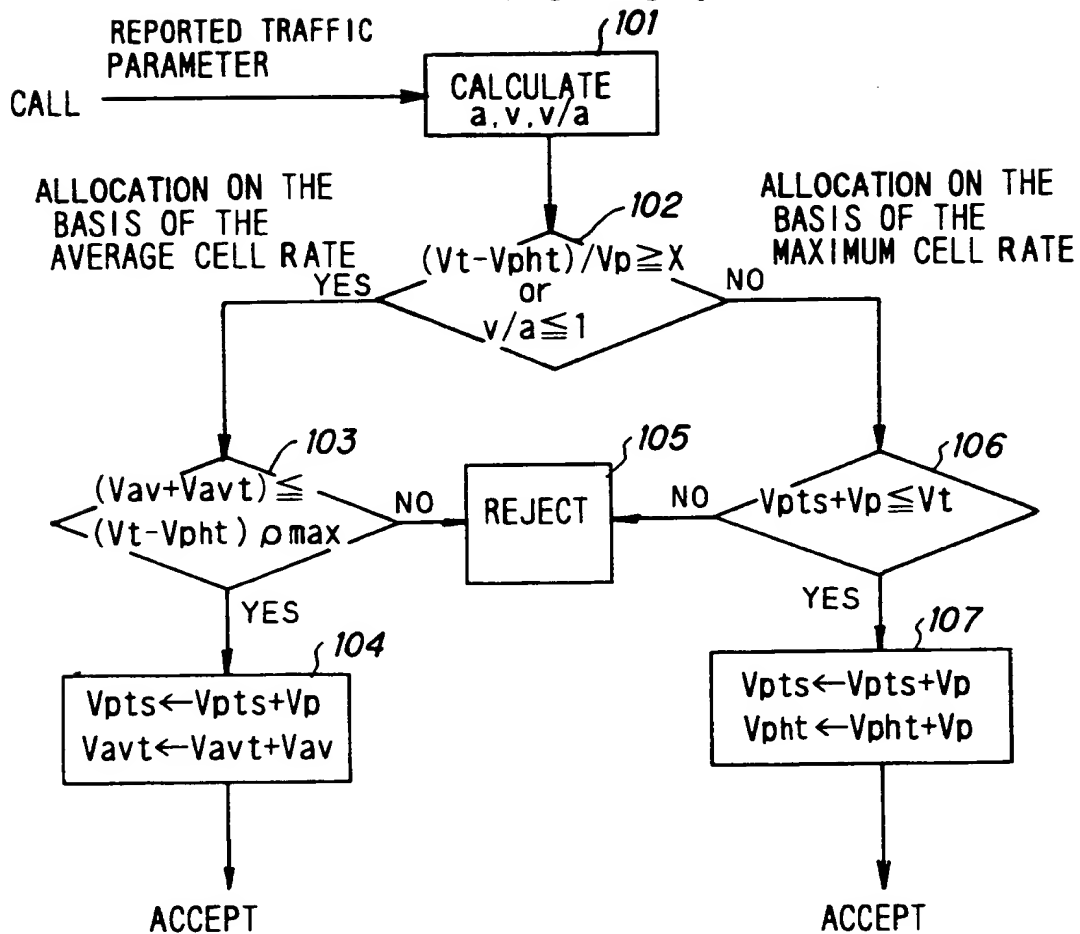 101
REPORTED TRAFFIC
PARAMETER
CALL
CALCULATE
a,v,v/a
ALLOCATION ON THE
BASIS OF THE
AVERAGE CELL RATE
ALLOCATION ON THE
BASIS OF THE
MAXIMUM CELL RATE
102
(Vt-Vpht)/Vp≧X
or
v/a≦1
YES
NO
103
(Vav+Vavt)≦
(Vt-Vpht)ρmax
NO
105
REJECT
NO
106
Vpts+Vp≦Vt
YES
YES
104
Vpts←Vpts+Vp
Vavt←Vavt+Vav
107
Vpts←Vpts+Vp
Vpht←Vpht+Vp
ACCEPT
ACCEPT